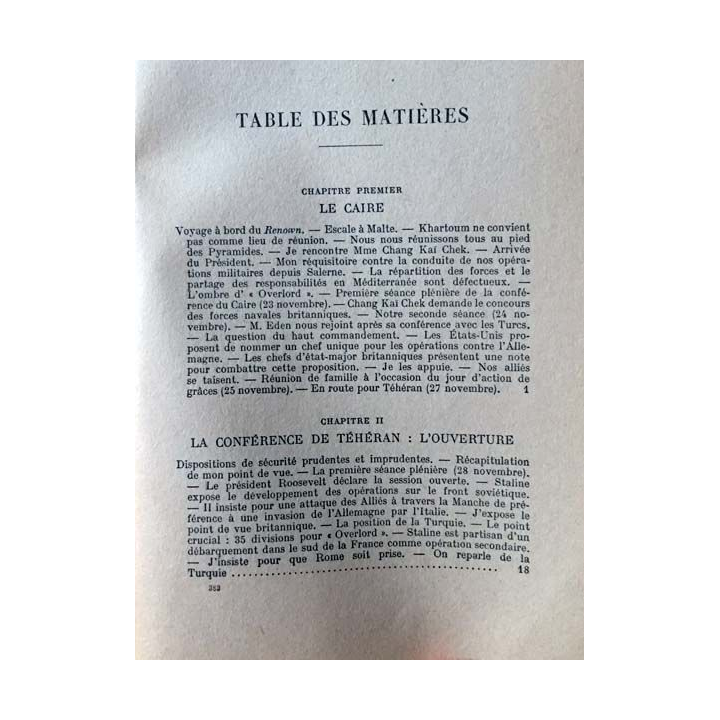 TABLE DES MATIÈRES
CHAPITRE PREMIER
LE CAIRE
Voyage à bord du Renown. — Escale à Malte. — Khartoum ne convient
pas comme lieu de réunion. — Nous nous réunissons tous au pied
des Pyramides. — Je rencontre Mme Chang Kaï Chek. — Arrivée
du Président. — Mon réquisitoire contre la conduite de nos opéra-
tions militaires depuis Salerne. — La répartition des forces et le
partage des responsabilités en Méditerranée sont défectueux. —
L'ombre d' « Overlord ». — Première séance plénière de la confé-
rence du Caire (23 novembre). — Chang Kaï Chek demande le concours
des forces navales britanniques. — Notre seconde séance (24 no-
vembre). — M. Eden nous rejoint après sa conférence avec les Turcs.
— La question du haut commandement. — Les États-Unis pro-
posent de nommer un chef unique pour les opérations contre l'Alle-
magne. — Les chefs d'état-major britanniques présentent une note
pour combattre cette proposition. — Je les appuie. — Nos alliés
se taisent. — Réunion de famille à l'occasion du jour d'action de
grâces (25 novembre). — En route pour Téhéran (27 novembre). 1
CHAPITRE II
LA CONFÉRENCE DE TÉHÉRAN : L'OUVERTURE
Dispositions de sécurité prudentes et imprudentes. — Récapitulation
de mon point de vue. — La première séance plénière (28 novembre).
— Le président Roosevelt déclare la session ouverte. — Staline
expose le développement des opérations sur le front soviétique.
— Il insiste pour une attaque des Alliés à travers la Manche de pré-
férence à une invasion de l'Allemagne par l'Italie. — J'expose le
point de vue britannique. — La position de la Turquie. — Le point
crucial : 35 divisions pour « Overlord ». — Staline est partisan d'un
débarquement dans le sud de la France comme opération secondaire.
— J'insiste pour que Rome soit prise. — On reparle de la
Turquie ........................................ 18
353